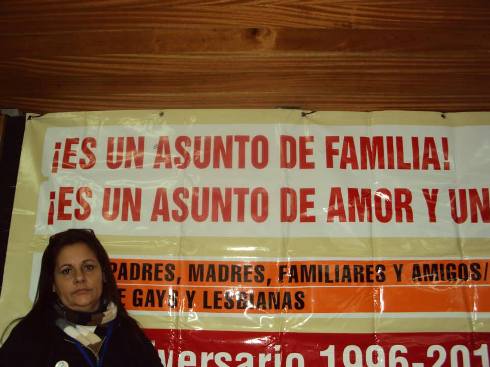 ¡ES UN ASUNTO DE FAMILIA!
¡ES UN ASUNTO DE AMOR Y UN
PADRES, MADRES, FAMILIARES Y AMIGOS/
E GAYS Y LESBIANAS
versario 1996-201